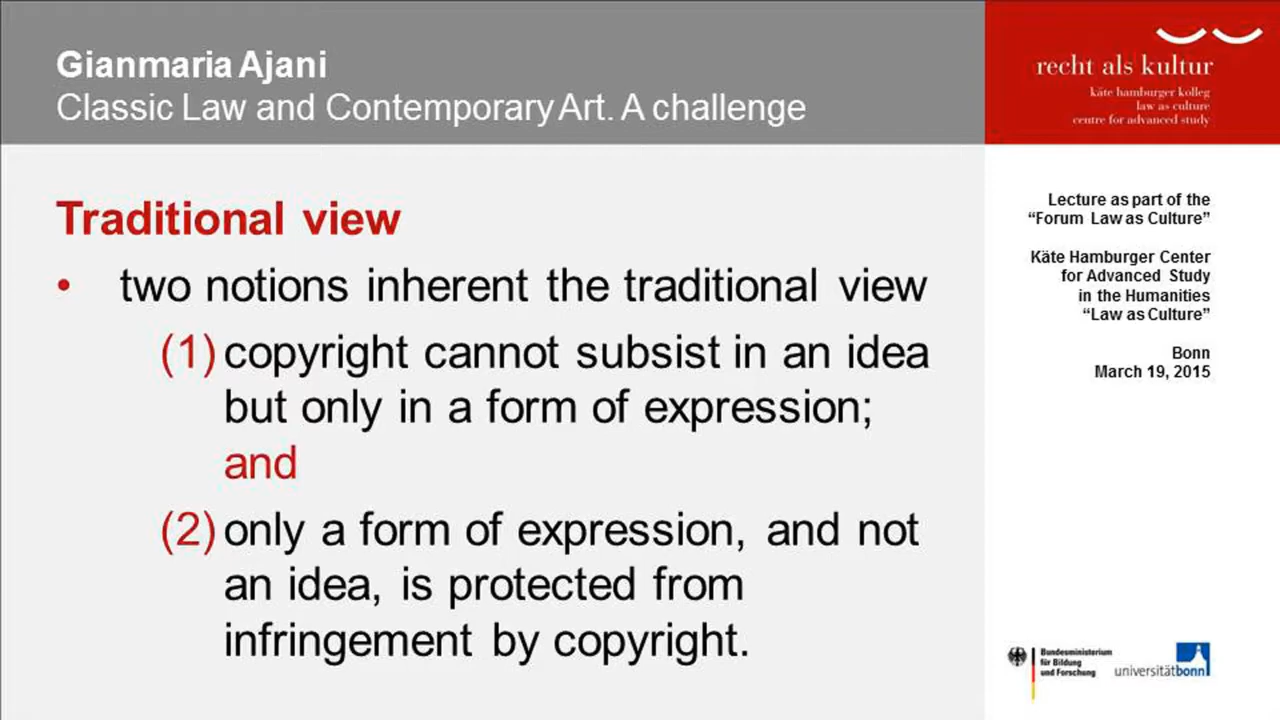 Gianmaria Ajani
Classic Law and Contemporary Art. A challenge
recht als kultur
käte hamburger kolleg
law as culture
centre for advanced study
Traditional view
• two notions inherent the traditional view
(1) copyright cannot subsist in an idea
but only in a form of expression;
and
(2) only a form of expression, and not
an idea, is protected from
infringement by copyright.
Lecture as part of the
“Forum Law as Culture”
Käte Hamburger Center
for Advanced Study
in the Humanities
“Law as Culture”
Bonn
March 19, 2015
Bundesministerium
für Bildung
und Forschung
universitätbonn